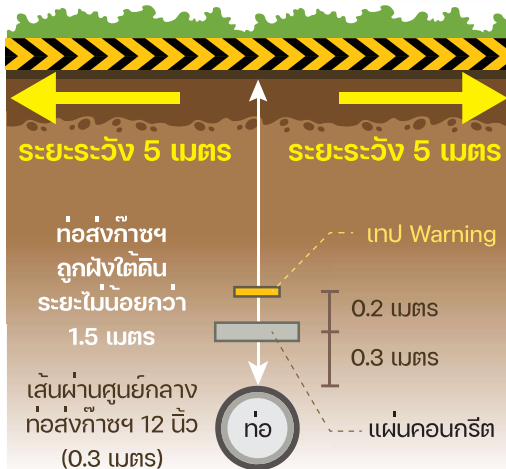 ระยะระวัง 5 เมตร
ระยะระวัง 5 เมตร
ท่อส่งก๊าซฯ
ถูกฝังใต้ดิน
ระยะไม่น้อยกว่า
1.5 เมตร
เทป Warning
0.2 เมตร
0.3 เมตร
เส้นผ่านศูนย์กลาง
ท่อส่งก๊าซฯ 12 นิ้ว
(0.3 เมตร)
ท่อ
แผ่นคอนกรีต